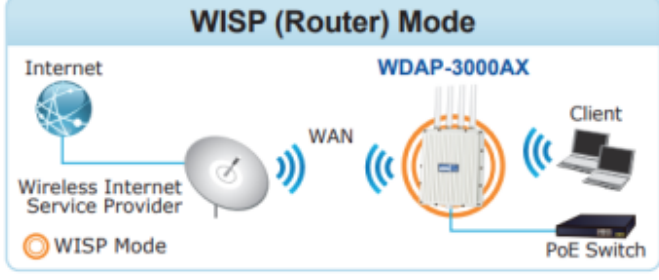 WISP (Router) Mode
Internet
WDAP-3000AX
Client
WAN
Wireless Internet
Service Provider
WISP Mode
PoE Switch